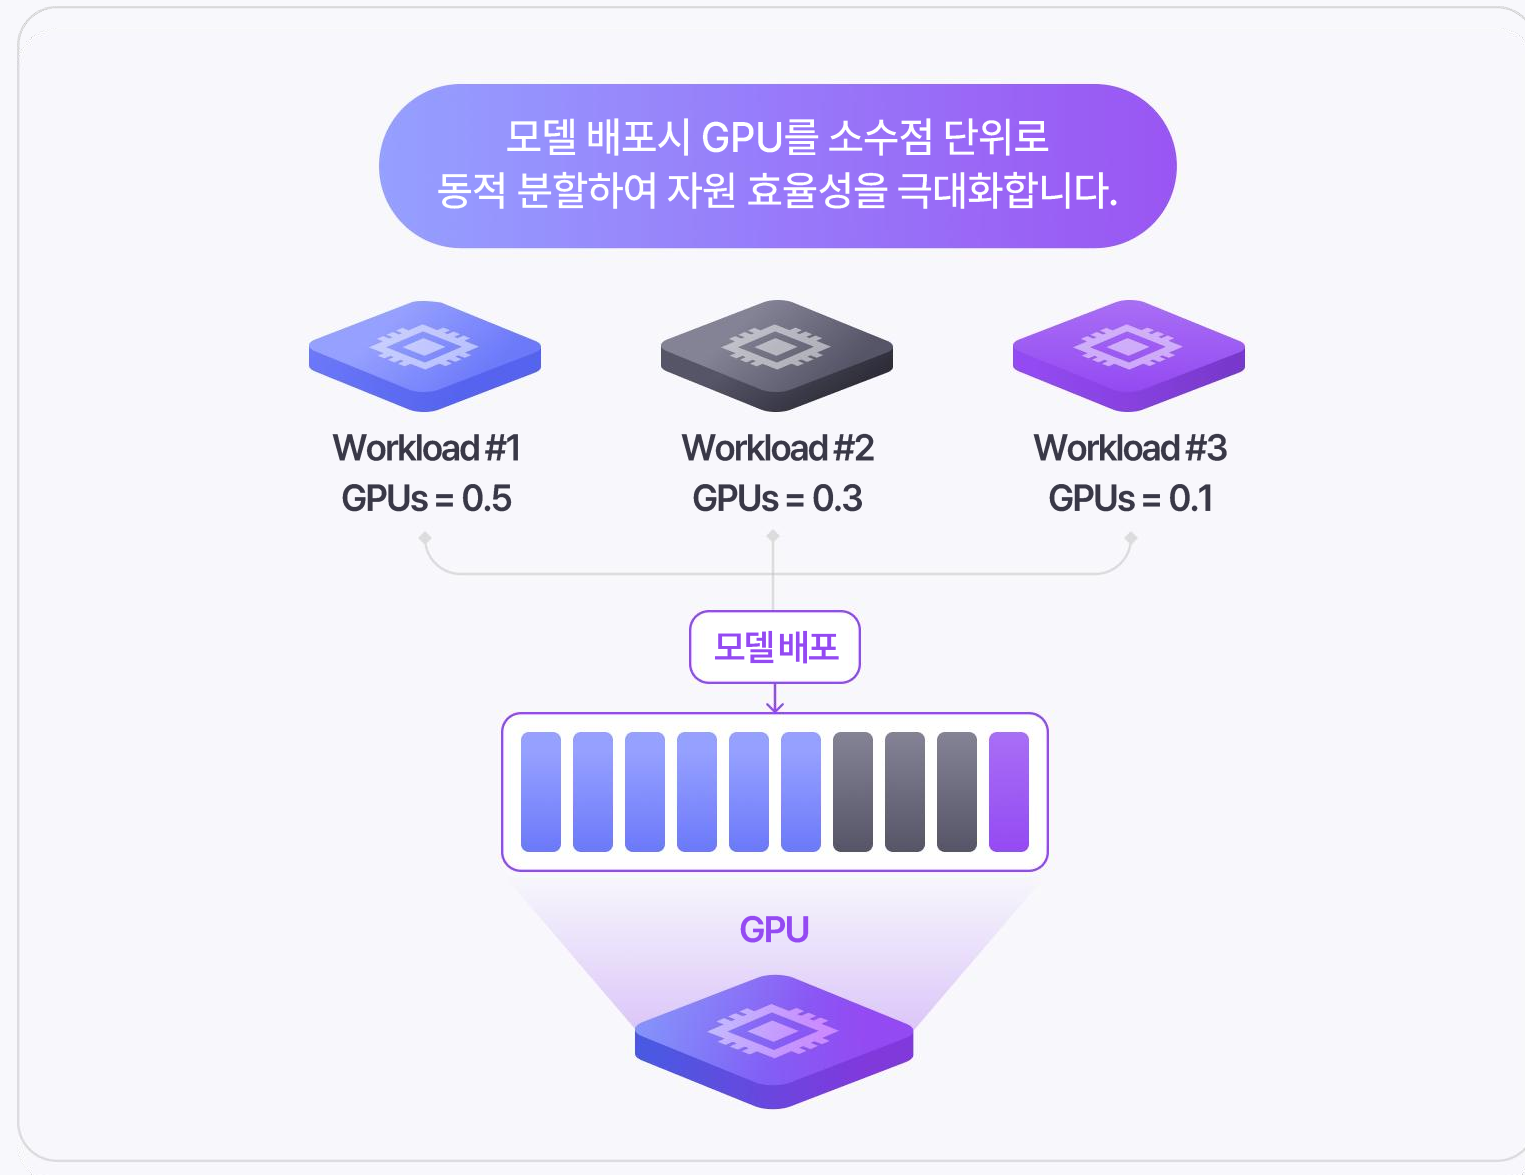 모델 배포시 GPU를 소수점 단위로
동적 분할하여 자원 효율성을 극대화합니다.
Workload #1
GPUs = 0.5
Workload #2
GPUs = 0.3
Workload #3
GPUs = 0.1
모델 배포
GPU